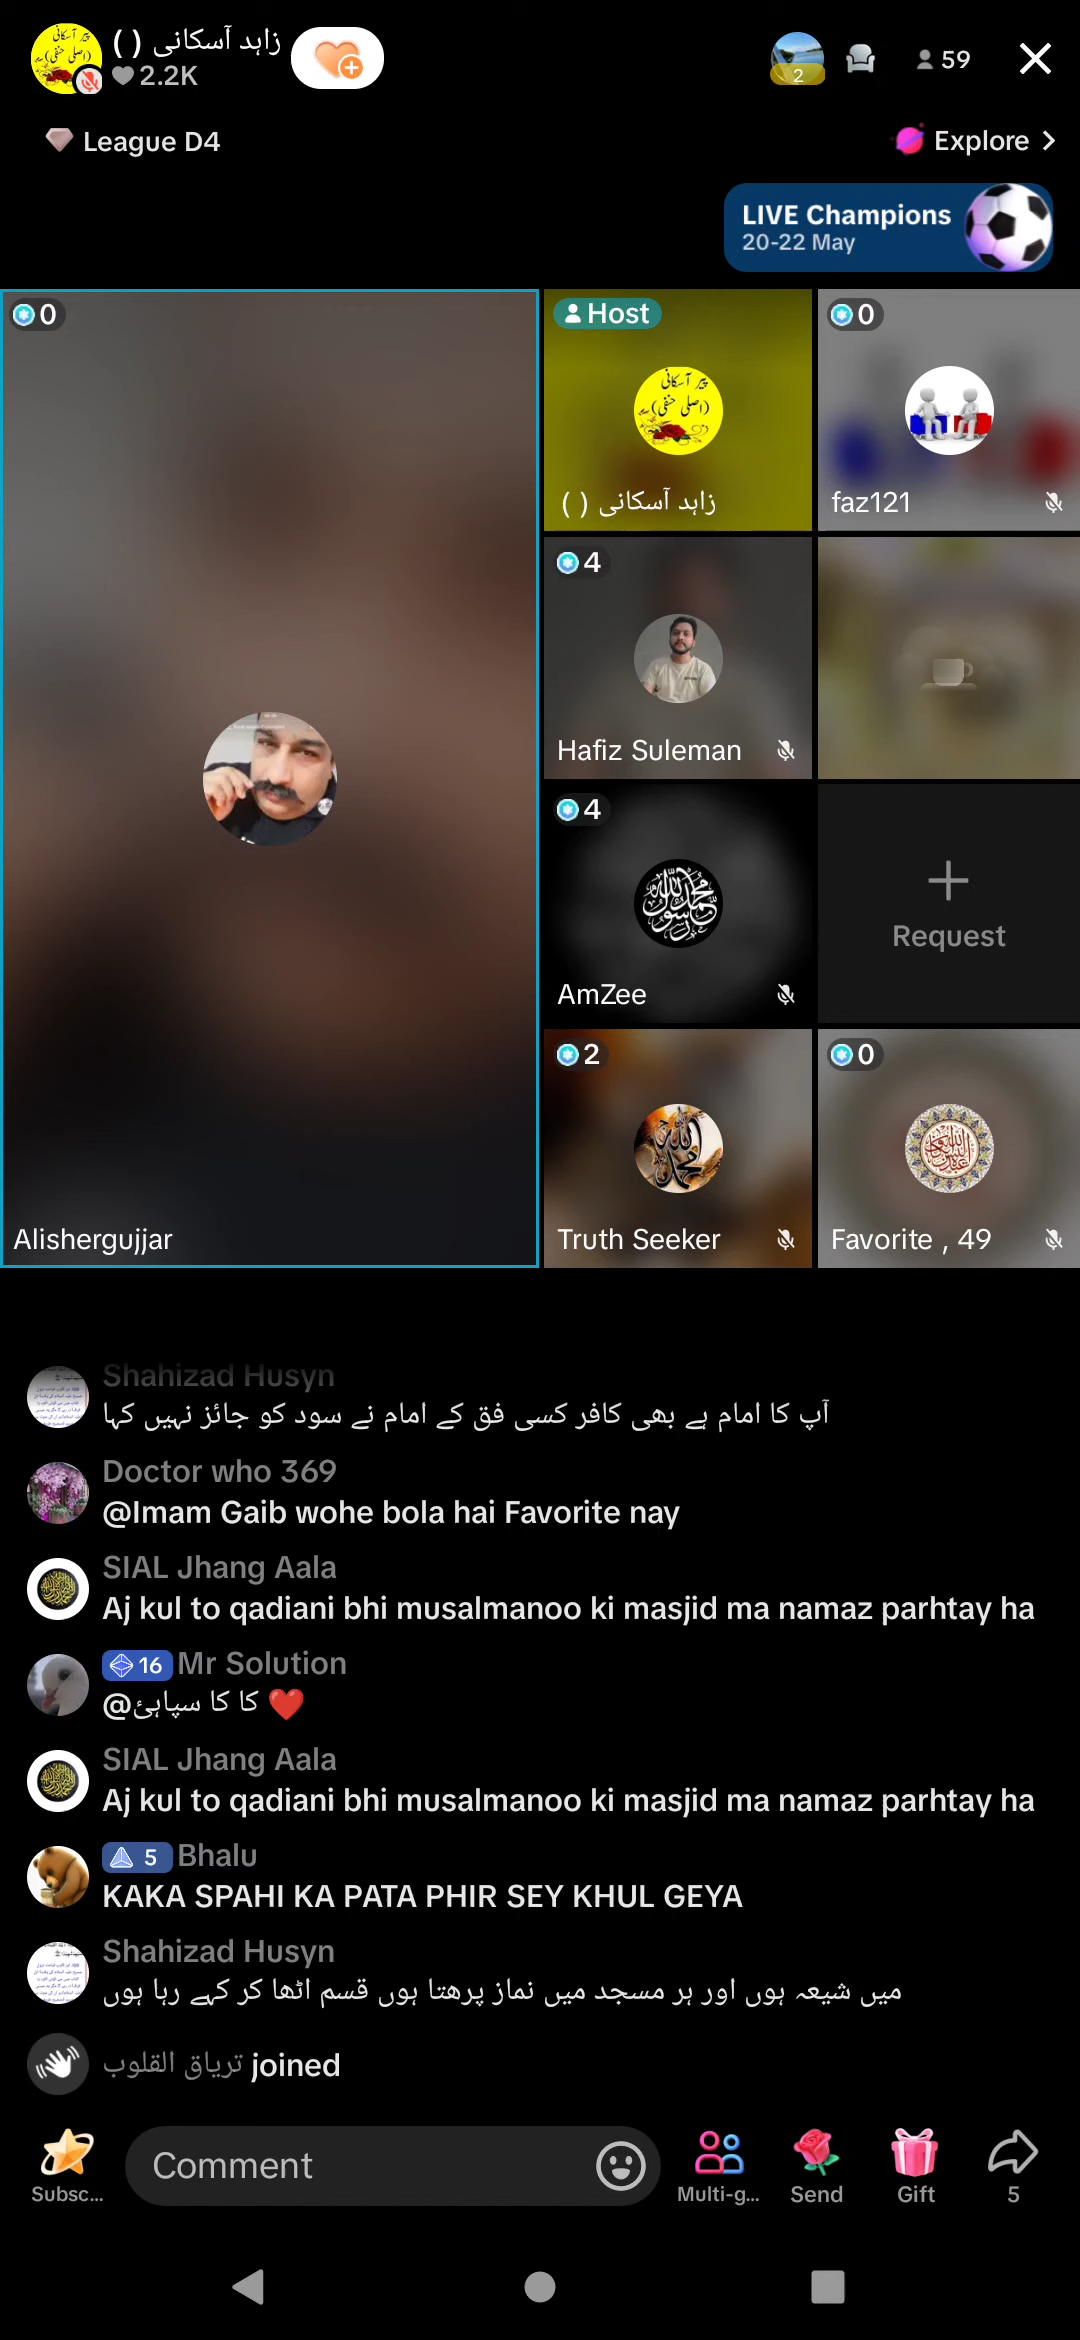 زاہد آسکانی ( )
2.2K
2
59
League D4
Explore
LIVE Champions
20-22 May
0
Host
پیر آسکانی
(اصلی حنفی)
زاہد آسکانی ( )
0
faz121
4
Hafiz Suleman
4
AmZee
Request
Alishergujjar
2
Truth Seeker
0
Favorite , 49
Shahizad Husyn
آپ کا امام ہے بھی کافر کسی فق کے امام نے سود کو جائز نہیں کہا
Doctor who 369
@Imam Gaib wohe bola hai Favorite nay
SIAL Jhang Aala
Aj kul to qadiani bhi musalmanoo ki masjid ma namaz parhtay ha
16 Mr Solution
@کا کا سپاہئ ❤️
SIAL Jhang Aala
Aj kul to qadiani bhi musalmanoo ki masjid ma namaz parhtay ha
5 Bhalu
KAKA SPAHI KA PATA PHIR SEY KHUL GEYA
Shahizad Husyn
میں شیعہ ہوں اور ہر مسجد میں نماز پرھتا ہوں قسم اٹھا کر کہے رہا ہوں
ترياق القلوب joined
Subsc...
Comment
Multi-g...
Send
Gift
5